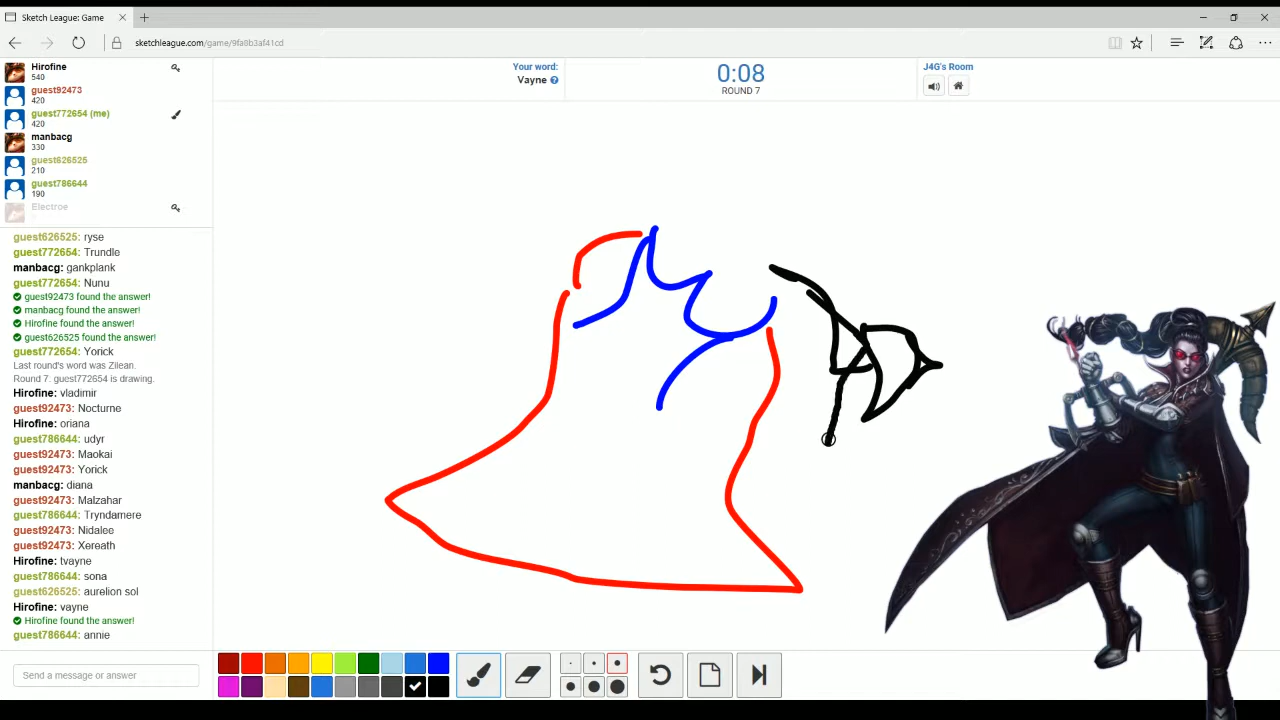 Sketch League: Game
sketchleague.com/game/9fa8b3af41cd
Hirofine
540
guest92473
420
guest772654 (me)
420
manbacg
330
guest626525
210
guest786644
190
Electroe
Your word:
Vayne
0:08
ROUND 7
J4G's Room
guest626525: ryse
guest772654: Trundle
manbacg: gankplank
guest772654: Nunu
guest92473 found the answer!
manbacg found the answer!
Hirofine found the answer!
guest626525 found the answer!
guest772654: Yorick
Last round's word was Zilean.
Round 7. guest772654 is drawing.
Hirofine: vladimir
guest92473: Nocturne
Hirofine: oriana
guest786644: udyr
guest92473: Maokai
guest92473: Yorick
manbacg: diana
guest92473: Malzahar
guest786644: Tryndamere
guest92473: Nidalee
guest92473: Xereath
Hirofine: tvayne
guest786644: sona
guest626525: aurelion sol
Hirofine: vayne
Hirofine found the answer!
guest786644: annie
Send a message or answer